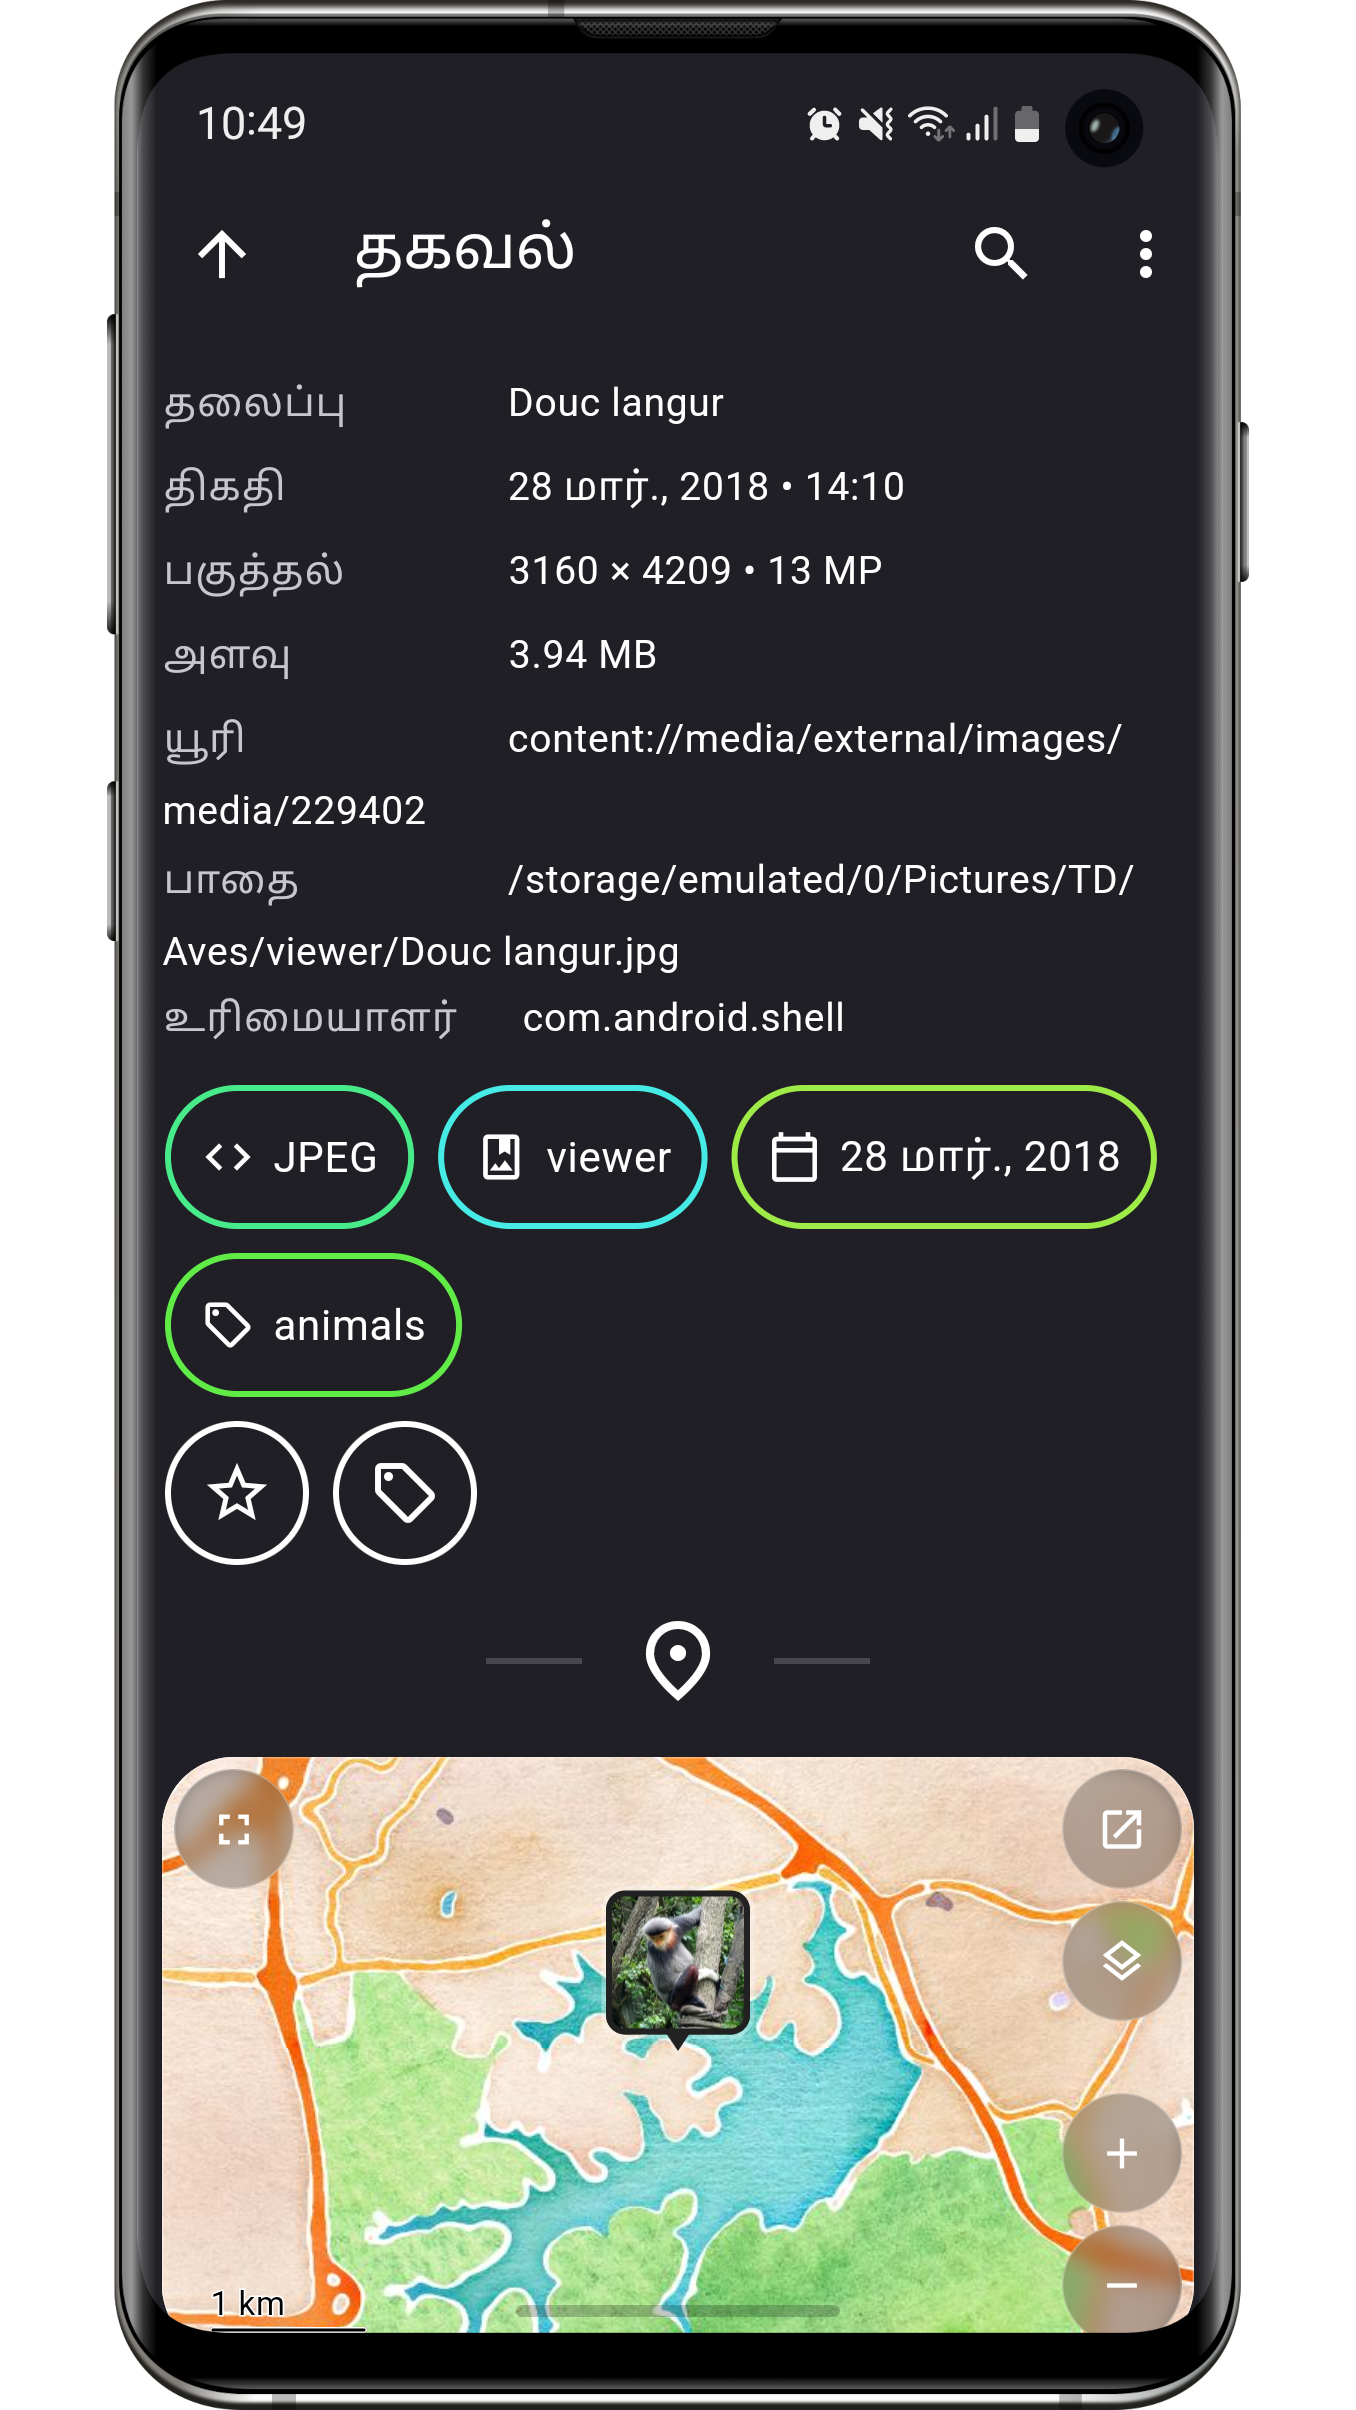 10:49
தகவல்
தலைப்பு Douc langur
திகதி 28 மார்., 2018 • 14:10
பகுத்தல் 3160 × 4209 • 13 MP
அளவு 3.94 MB
யூரி content://media/external/images/
media/229402
பாதை /storage/emulated/0/Pictures/TD/
Aves/viewer/Douc langur.jpg
உரிமையாளர் com.android.shell
JPEG viewer 28 மார்., 2018
animals
1 km